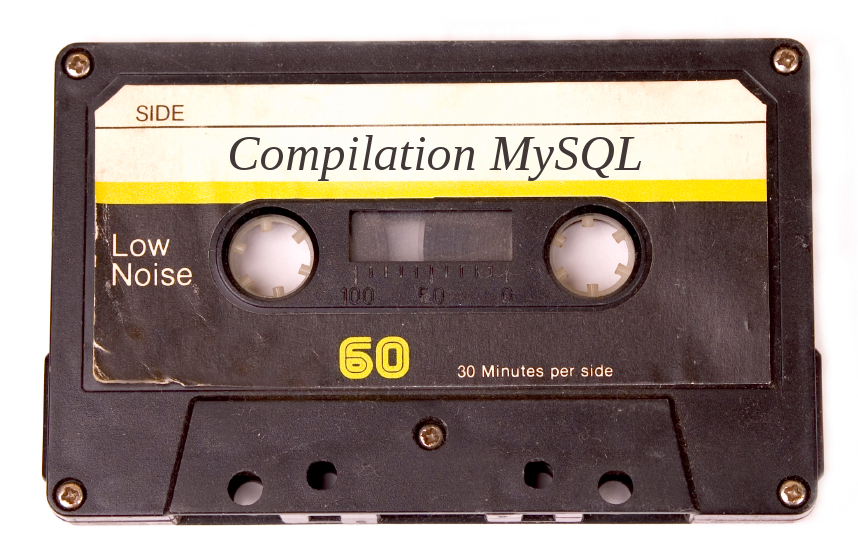 SIDE
Compilation MySQL
Low
Noise
100 50 0
60
30 Minutes per side